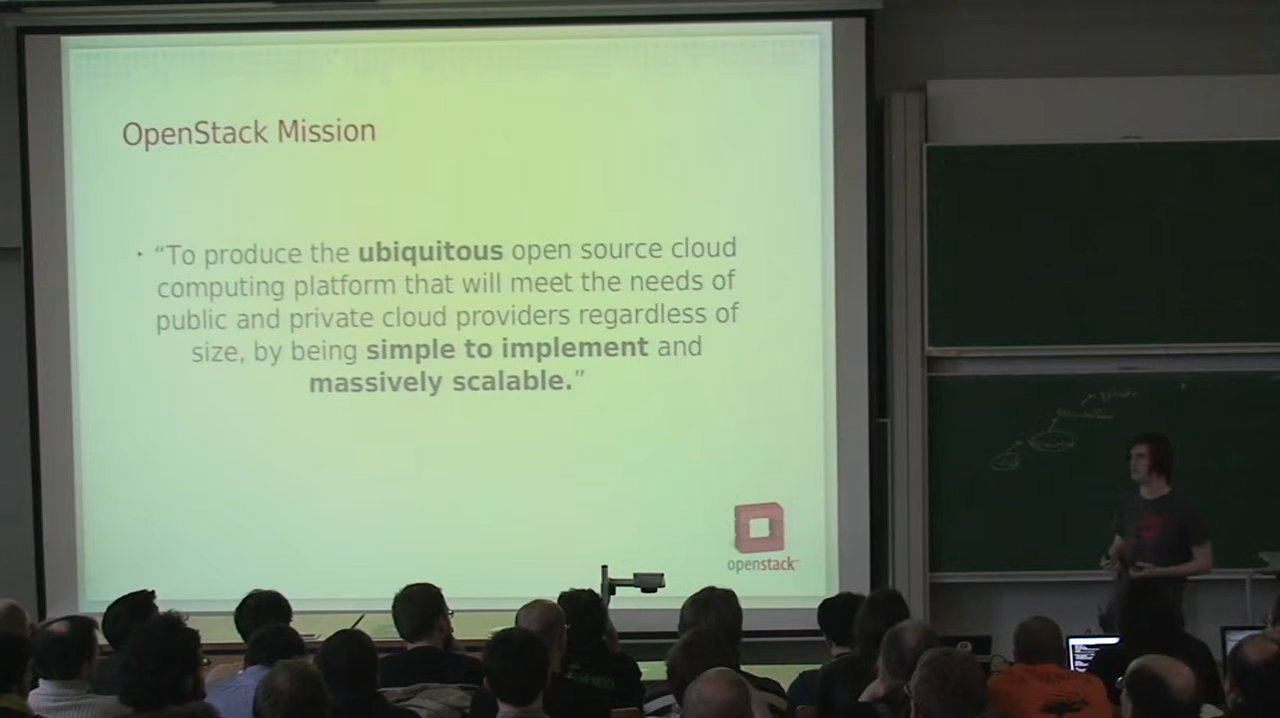 OpenStack Mission
‣ “To produce the ubiquitous open source cloud
computing platform that will meet the needs of
public and private cloud providers regardless of
size, by being simple to implement and
massively scalable.”
openstack™